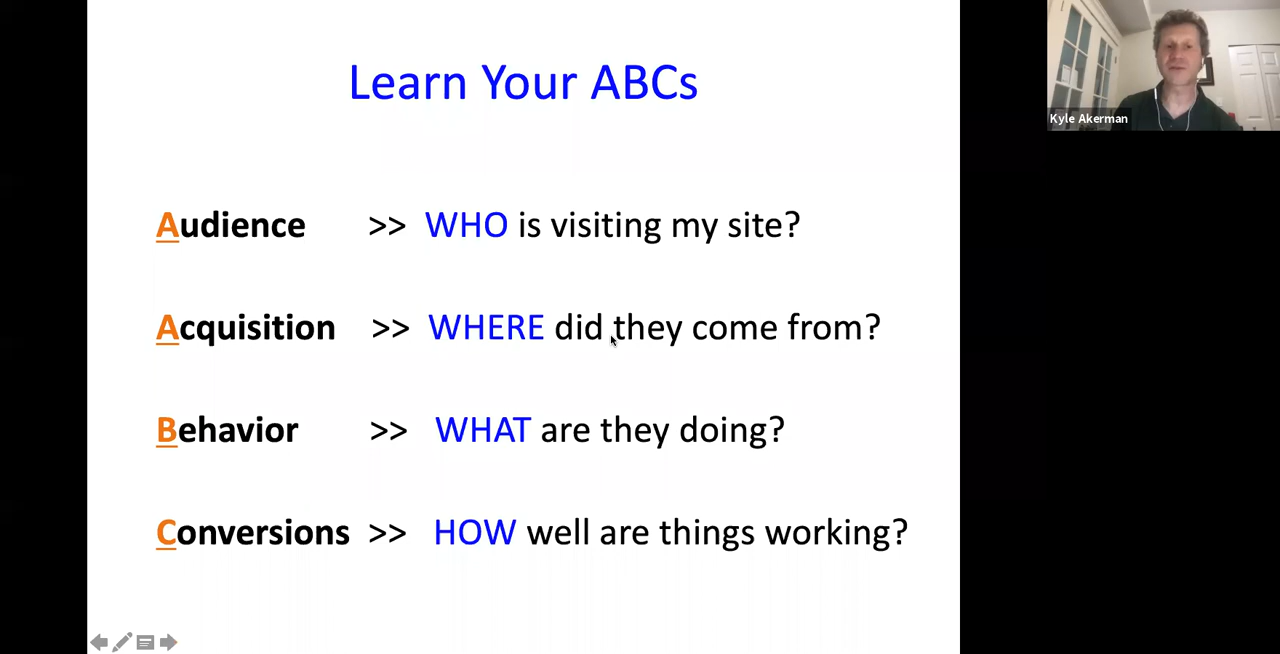 Learn Your ABCs
Audience >> WHO is visiting my site?
Acquisition >> WHERE did they come from?
Behavior >> WHAT are they doing?
Conversions >> HOW well are things working?
Kyle Akerman